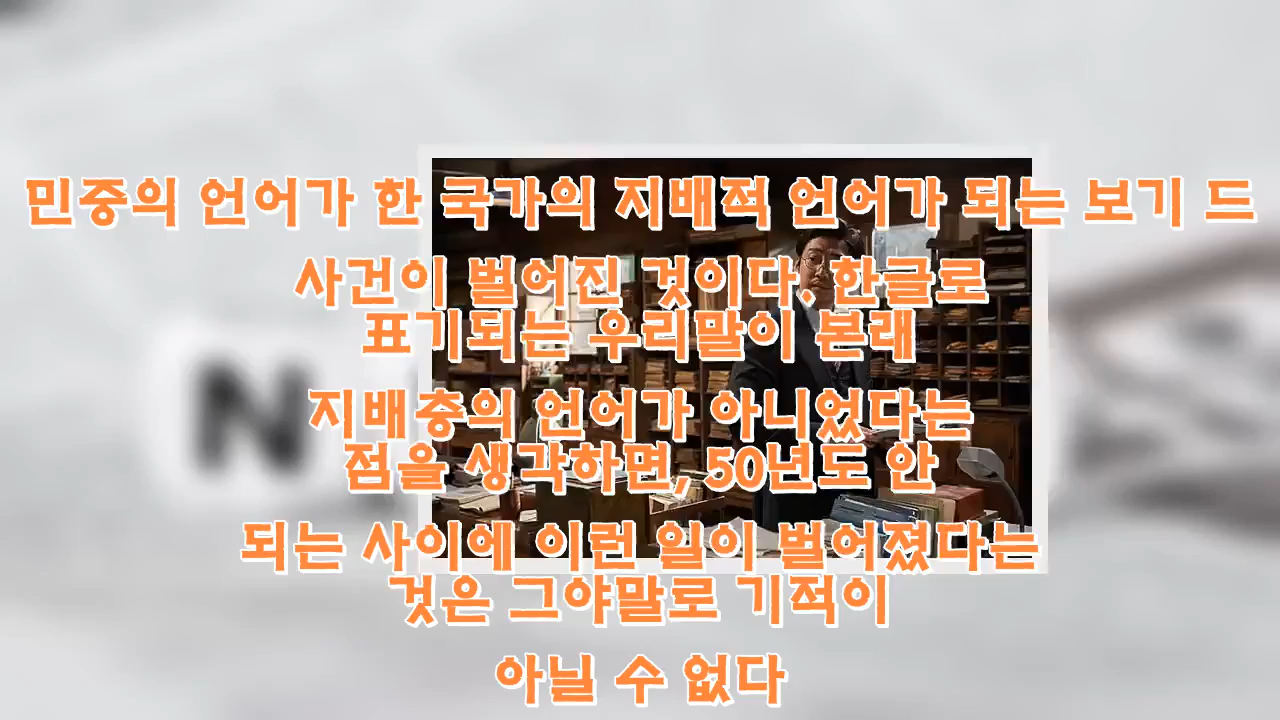 민중의 언어가 한 국가의 지배적 언어가 되는 보기 드
사건이 벌어진 것이다. 한글로
표기되는 우리말이 본래
지배층의 언어가 아니었다는
점을 생각하면, 50년도 안
되는 사이에 이런 일이 벌어졌다는
것은 그야말로 기적이
아닐 수 없다
N